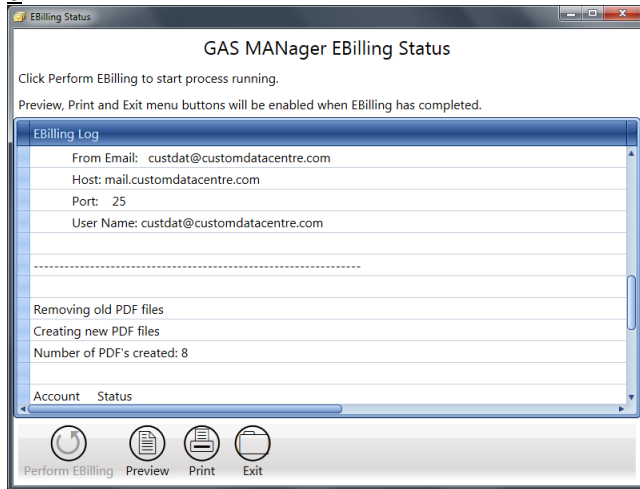 EBilling Status
GAS MANager EBilling Status
Click Perform EBilling to start process running.
Preview, Print and Exit menu buttons will be enabled when EBilling has completed.
EBilling Log
From Email: custdat@customdatacentre.com
Host: mail.customdatacentre.com
Port: 25
User Name: custdat@customdatacentre.com
----------------------------------------------------------------
Removing old PDF files
Creating new PDF files
Number of PDF's created: 8
Account Status
Perform EBilling Preview Print Exit